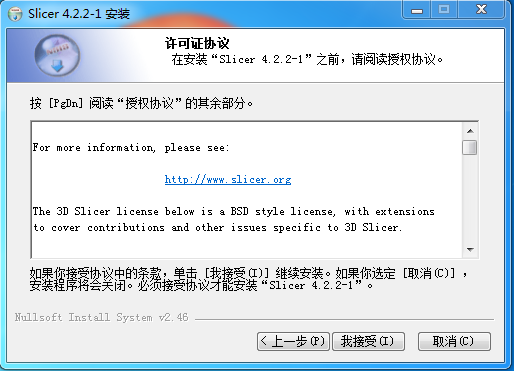 Slicer 4.2.2-1 安装
许可证协议
在安装“Slicer 4.2.2-1”之前，请阅读授权协议。
按 [PgDn] 阅读“授权协议”的其余部分。
For more information, please see:
http://www.slicer.org
The 3D Slicer license below is a BSD style license, with extensions
to cover contributions and other issues specific to 3D Slicer.
如果你接受协议中的条款，单击 [我接受(I)] 继续安装。如果你选定 [取消(C)] ，
安装程序将会关闭。必须接受协议才能安装“Slicer 4.2.2-1”。
Nullsoft Install System v2.46
< 上一步(P) 我接受(I) 取消(C)